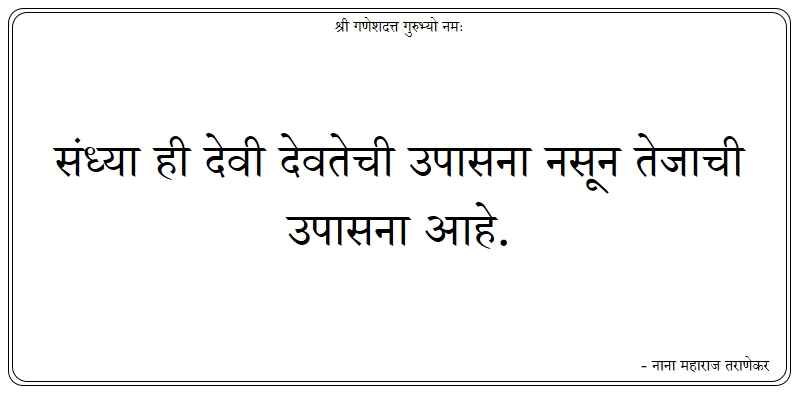 श्री गणेशदत्त गुरुभ्यो नमः
संध्या ही देवी देवतेची उपासना नसून तेजाची
उपासना आहे.
- नाना महाराज तराणेकर